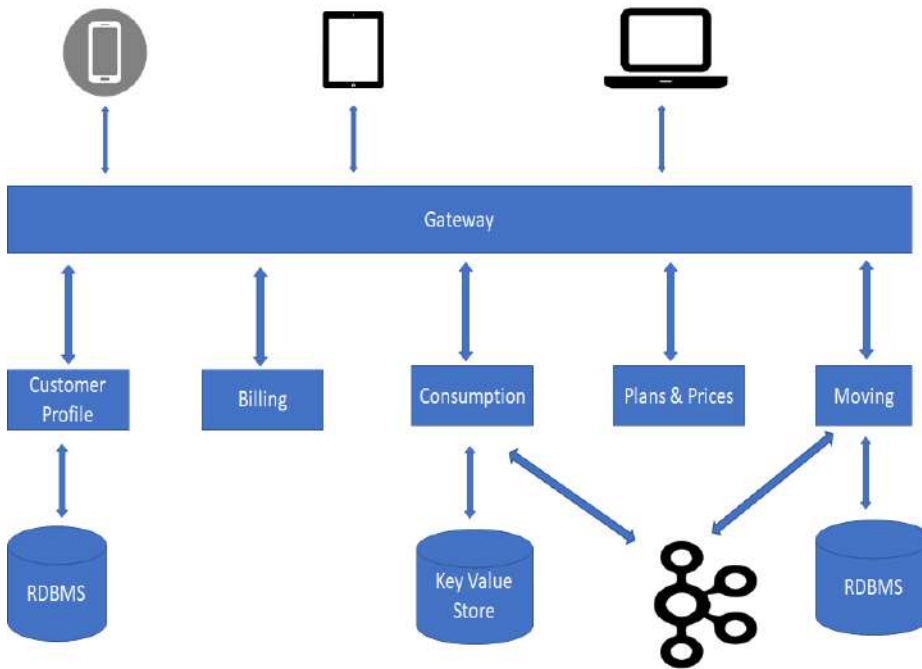 Gateway
Customer
Profile
Billing
Consumption
Plans & Prices
Moving
RDBMS
Key Value
Store
RDBMS